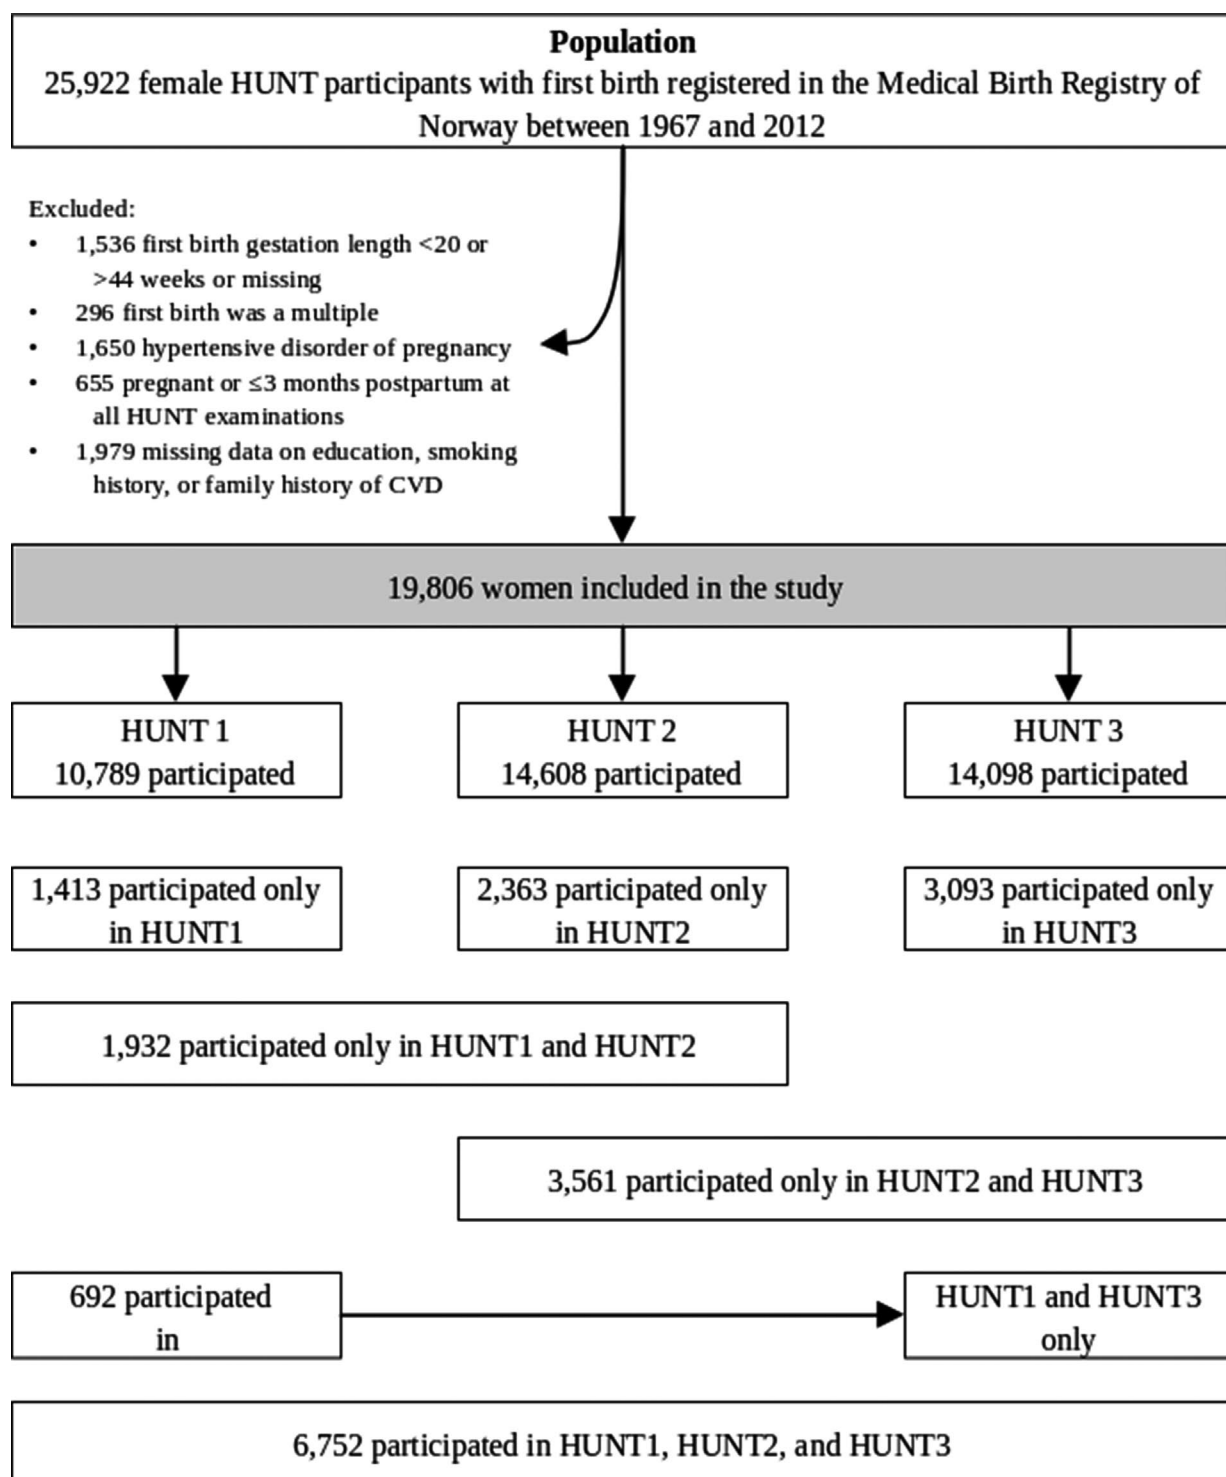 Population
25,922 female HUNT participants with first birth registered in the Medical Birth Registry of
Norway between 1967 and 2012
Excluded:
• 1,536 first birth gestation length <20 or
>44 weeks or missing
• 296 first birth was a multiple
• 1,650 hypertensive disorder of pregnancy
• 655 pregnant or ≤3 months postpartum at
all HUNT examinations
• 1,979 missing data on education, smoking
history, or family history of CVD
19,806 women included in the study
HUNT 1
10,789 participated
HUNT 2
14,608 participated
HUNT 3
14,098 participated
1,413 participated only
in HUNT1
2,363 participated only
in HUNT2
3,093 participated only
in HUNT3
1,932 participated only in HUNT1 and HUNT2
3,561 participated only in HUNT2 and HUNT3
692 participated
in
HUNT1 and HUNT3
only
6,752 participated in HUNT1, HUNT2, and HUNT3